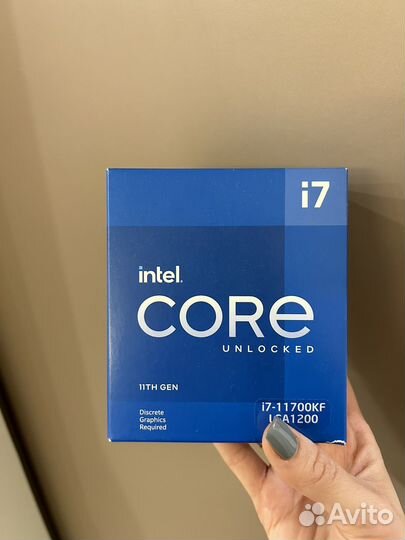 i7
intel.
CORE
UNLOCKED
11TH GEN
Discrete
Graphics
Required
i7-11700KF
LGA1200
Avito